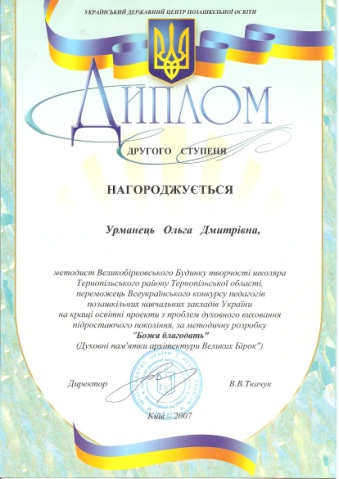 УКРАЇНСЬКИЙ ДЕРЖАВНИЙ ЦЕНТР ПОЗАШКІЛЬНОЇ ОСВІТИ
ДИПЛОМ
ДРУГОГО СТУПЕНЯ
НАГОРОДЖУЄТЬСЯ
Урманець Ольга Дмитрівна,
методист Великобірковського Будинку творчості школяра
Тернопільського району Тернопільської області,
переможець Всеукраїнського конкурсу педагогів
позашкільних навчальних закладів України
на кращі освітні проекти з проблем духовного виховання
підростаючого покоління, за методичну розробку
"Божа благодать"
(Духовні пам'ятки архітектури Великих Бірок")
Директор В.В.Ткачук
Київ - 2007